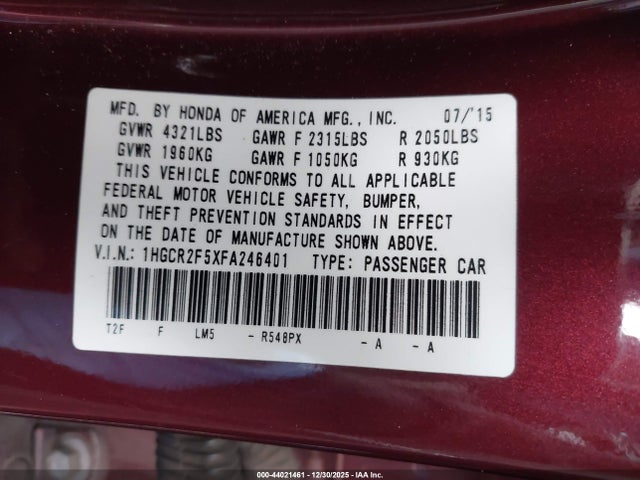 MFD. BY HONDA OF AMERICA MFG., INC. 07/'15
GVWR 4321LBS GAWR F 2315LBS R 2050LBS
GVWR 1960KG GAWR F 1050KG R 930KG
THIS VEHICLE CONFORMS TO ALL APPLICABLE
FEDERAL MOTOR VEHICLE SAFETY, BUMPER,
AND THEFT PREVENTION STANDARDS IN EFFECT
ON THE DATE OF MANUFACTURE SHOWN ABOVE.
V.I.N.: 1HGCR2F5XFA246401 TYPE: PASSENGER CAR
T2F F LM5 - R548PX - A - A
000-44021461 - 12/30/2025 - IAA Inc.